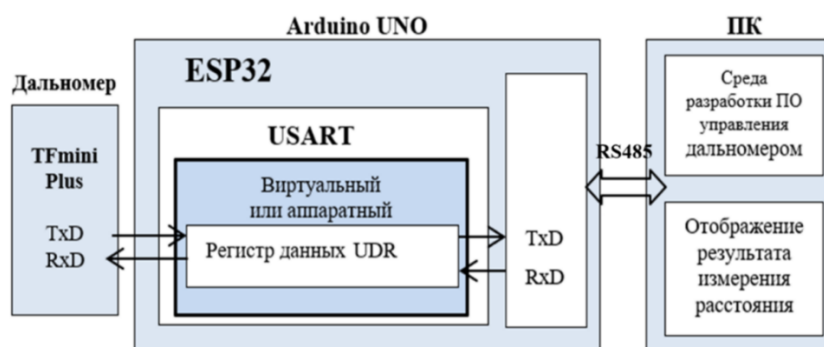 Дальномер
TFmini
Plus
TxD
RxD
Arduino UNO
ESP32
USART
Виртуальный
или аппаратный
Регистр данных UDR
TxD
RxD
RS485
ПК
Среда
разработки ПО
управления
дальномером
Отображение
результата
измерения
расстояния